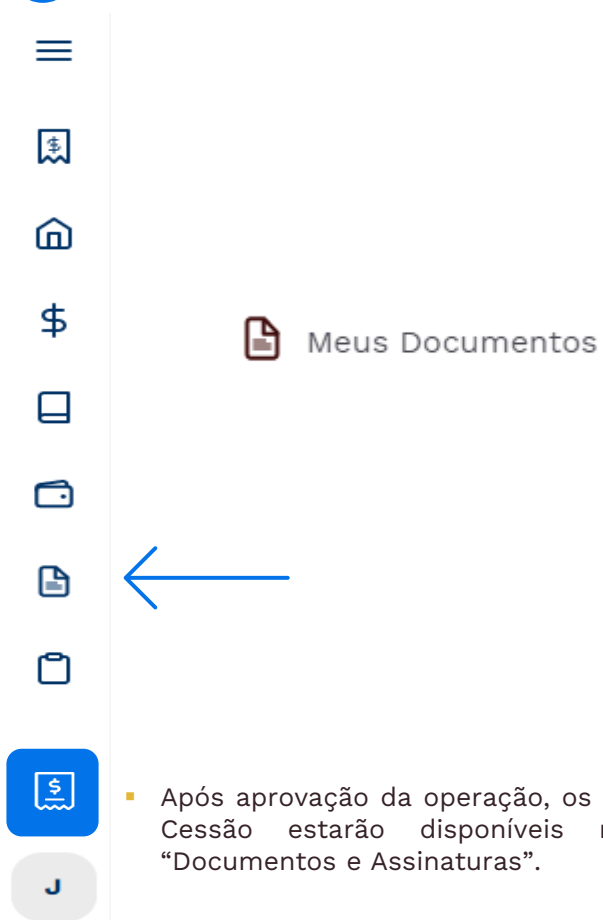 Meus Documentos
Após aprovação da operação, os
Cessão estarão disponíveis
“Documentos e Assinaturas”.
J